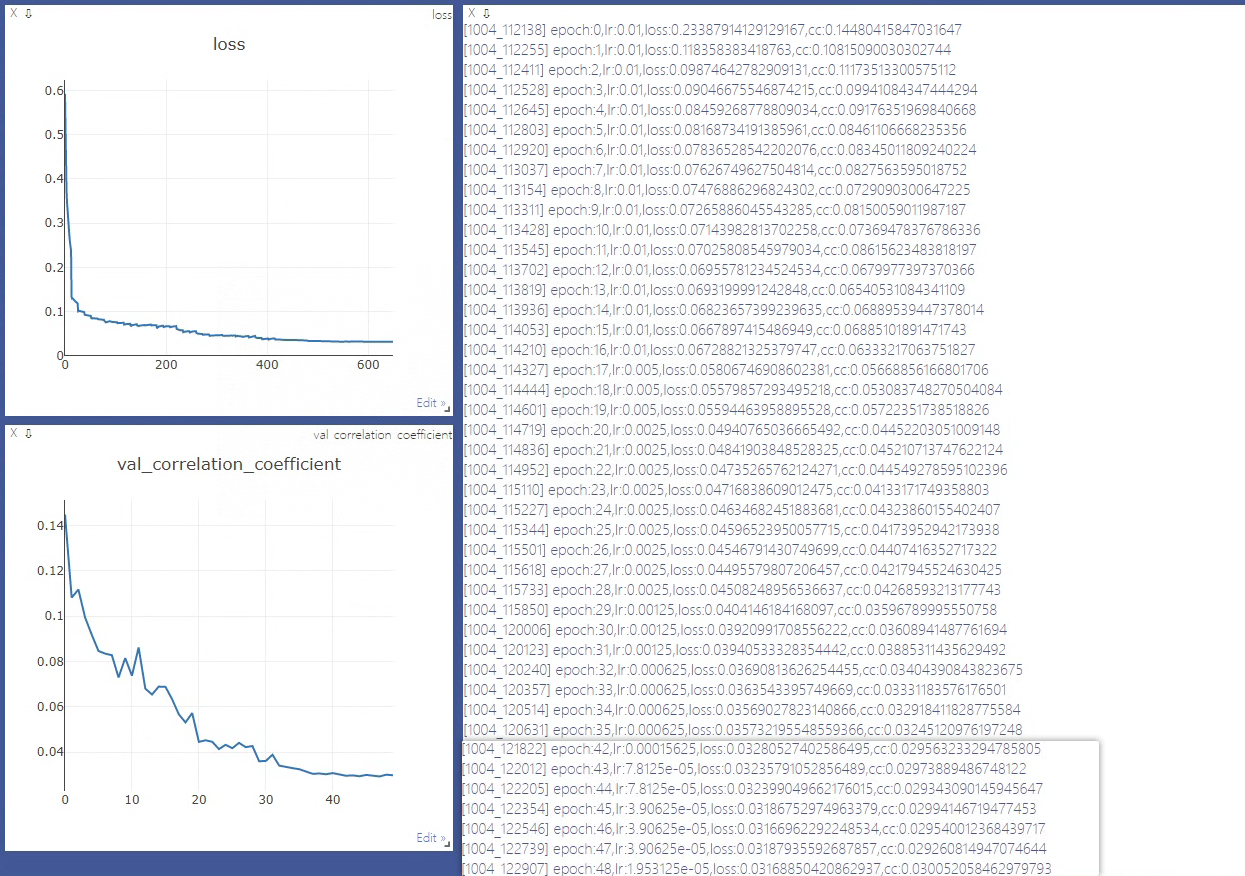 X ⇩ loss
loss
0.6
0.5
0.4
0.3
0.2
0.1
0
0 200 400 600
Edit »
X ⇩ val correlation coefficient
val_correlation_coefficient
0.14
0.12
0.1
0.08
0.06
0.04
0 10 20 30 40
Edit »
X ⇩
[1004_112138] epoch:0,lr:0.01,loss:0.23387914129129167,cc:0.14480415847031647
[1004_112255] epoch:1,lr:0.01,loss:0.118358383418763,cc:0.10815090030302744
[1004_112411] epoch:2,lr:0.01,loss:0.09874642782909131,cc:0.11173513300575112
[1004_112528] epoch:3,lr:0.01,loss:0.09046675546874215,cc:0.09941084347444294
[1004_112645] epoch:4,lr:0.01,loss:0.08459268778809034,cc:0.09176351969840668
[1004_112803] epoch:5,lr:0.01,loss:0.08168734191385961,cc:0.08461106668235356
[1004_112920] epoch:6,lr:0.01,loss:0.07836528542202076,cc:0.08345011809240224
[1004_113037] epoch:7,lr:0.01,loss:0.07626749627504814,cc:0.0827563595018752
[1004_113154] epoch:8,lr:0.01,loss:0.07476886296824302,cc:0.0729090300647225
[1004_113311] epoch:9,lr:0.01,loss:0.07265886045543285,cc:0.08150059011987187
[1004_113428] epoch:10,lr:0.01,loss:0.07143982813702258,cc:0.07369478376786336
[1004_113545] epoch:11,lr:0.01,loss:0.07025808545979034,cc:0.08615623483818197
[1004_113702] epoch:12,lr:0.01,loss:0.06955781234524534,cc:0.0679977397370366
[1004_113819] epoch:13,lr:0.01,loss:0.0693199991242848,cc:0.06540531084341109
[1004_113936] epoch:14,lr:0.01,loss:0.06823657399239635,cc:0.06889539447378014
[1004_114053] epoch:15,lr:0.01,loss:0.0667897415486949,cc:0.06885101891471743
[1004_114210] epoch:16,lr:0.01,loss:0.06728821325379747,cc:0.06333217063751827
[1004_114327] epoch:17,lr:0.005,loss:0.05806746908602381,cc:0.05668856166801706
[1004_114444] epoch:18,lr:0.005,loss:0.05579857293495218,cc:0.053083748270504084
[1004_114601] epoch:19,lr:0.005,loss:0.05594463958895528,cc:0.05722351738518826
[1004_114719] epoch:20,lr:0.0025,loss:0.04940765036665492,cc:0.04452203051009148
[1004_114836] epoch:21,lr:0.0025,loss:0.04841903848528325,cc:0.045210713747622124
[1004_114952] epoch:22,lr:0.0025,loss:0.04735265762124271,cc:0.044549278595102396
[1004_115110] epoch:23,lr:0.0025,loss:0.04716838609012475,cc:0.04133171749358803
[1004_115227] epoch:24,lr:0.0025,loss:0.04634682451883681,cc:0.04323860155402407
[1004_115344] epoch:25,lr:0.0025,loss:0.04596523950057715,cc:0.04173952942173938
[1004_115501] epoch:26,lr:0.0025,loss:0.04546791430749699,cc:0.04407416352717322
[1004_115618] epoch:27,lr:0.0025,loss:0.04495579807206457,cc:0.04217945524630425
[1004_115733] epoch:28,lr:0.0025,loss:0.04508248956536637,cc:0.04268593213177743
[1004_115850] epoch:29,lr:0.00125,loss:0.0404146184168097,cc:0.03596789995550758
[1004_120006] epoch:30,lr:0.00125,loss:0.03920991708556222,cc:0.03608941487761694
[1004_120123] epoch:31,lr:0.00125,loss:0.03940533328354442,cc:0.03885311435629492
[1004_120240] epoch:32,lr:0.000625,loss:0.03690813626254455,cc:0.03404390843823675
[1004_120357] epoch:33,lr:0.000625,loss:0.0363543395749669,cc:0.03331183576176501
[1004_120514] epoch:34,lr:0.000625,loss:0.03569027823140866,cc:0.032918411828775584
[1004_120631] epoch:35,lr:0.000625,loss:0.035732195548559366,cc:0.03245120976197248
[1004_121822] epoch:42,lr:0.00015625,loss:0.03280527402586495,cc:0.029563233294785805
[1004_122012] epoch:43,lr:7.8125e-05,loss:0.03235791052856489,cc:0.02973889486748122
[1004_122205] epoch:44,lr:7.8125e-05,loss:0.032399049662176015,cc:0.029343090145945647
[1004_122354] epoch:45,lr:3.90625e-05,loss:0.03186752974963379,cc:0.02994146719477453
[1004_122546] epoch:46,lr:3.90625e-05,loss:0.03166962292248534,cc:0.029540012368439717
[1004_122739] epoch:47,lr:3.90625e-05,loss:0.03187935592687857,cc:0.029260814947074644
[1004_122907] epoch:48,lr:1.953125e-05,loss:0.03168850420862937,cc:0.030052058462979793